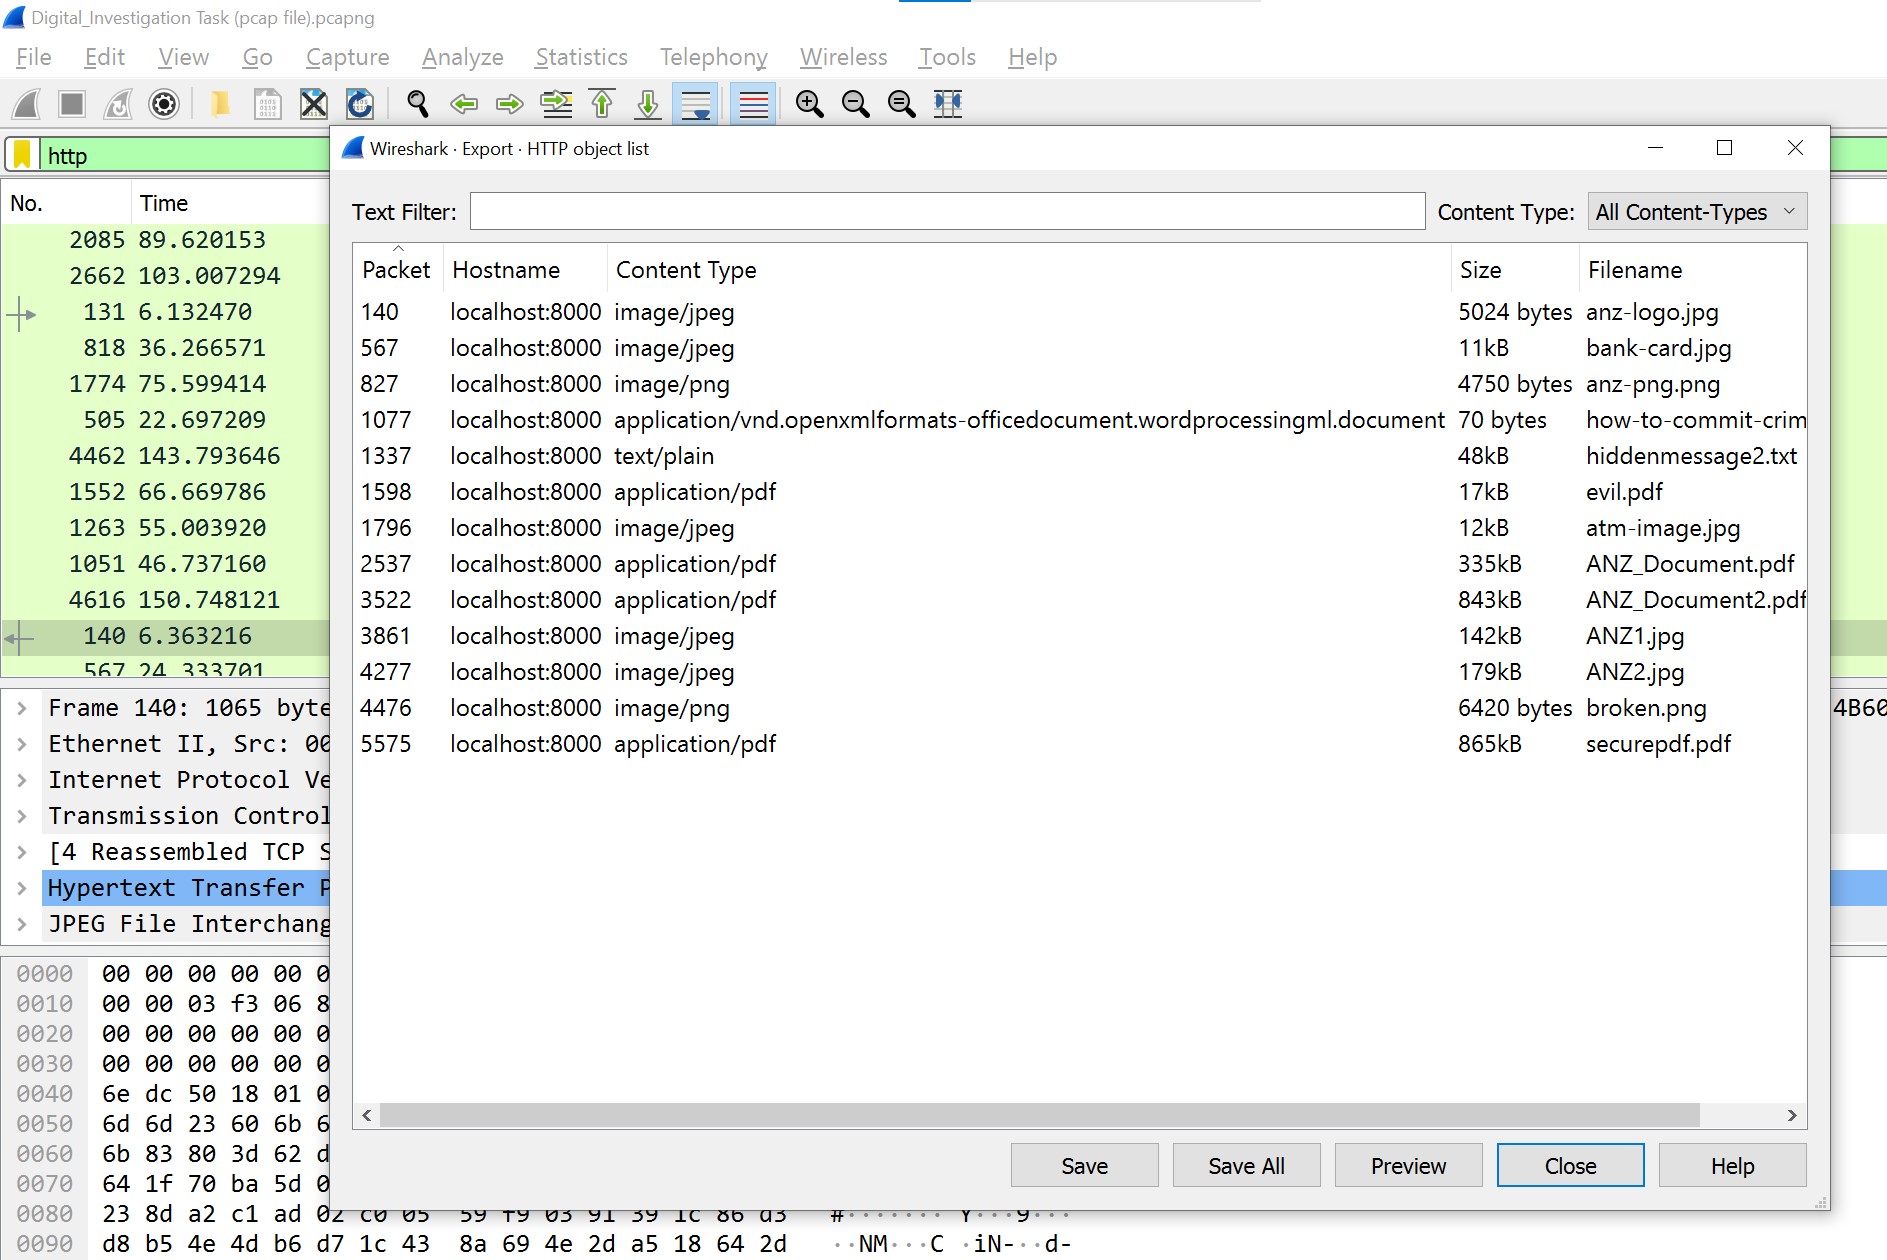 Digital_Investigation Task (pcap file).pcapng
File Edit View Go Capture Analyze Statistics Telephony Wireless Tools Help
http
Wireshark · Export · HTTP object list
No. Time
Text Filter: Content Type: All Content-Types
Packet Hostname Content Type Size Filename
2085 89.620153
2662 103.007294
131 6.132470
818 36.266571
1774 75.599414
505 22.697209
4462 143.793646
1552 66.669786
1263 55.003920
1051 46.737160
4616 150.748121
140 6.363216
567 24.333701
140 localhost:8000 image/jpeg 5024 bytes anz-logo.jpg
567 localhost:8000 image/jpeg 11kB bank-card.jpg
827 localhost:8000 image/png 4750 bytes anz-png.png
1077 localhost:8000 application/vnd.openxmlformats-officedocument.wordprocessingml.document 70 bytes how-to-commit-crim
1337 localhost:8000 text/plain 48kB hiddenmessage2.txt
1598 localhost:8000 application/pdf 17kB evil.pdf
1796 localhost:8000 image/jpeg 12kB atm-image.jpg
2537 localhost:8000 application/pdf 335kB ANZ_Document.pdf
3522 localhost:8000 application/pdf 843kB ANZ_Document2.pdf
3861 localhost:8000 image/jpeg 142kB ANZ1.jpg
4277 localhost:8000 image/jpeg 179kB ANZ2.jpg
4476 localhost:8000 image/png 6420 bytes broken.png
5575 localhost:8000 application/pdf 865kB securepdf.pdf
Frame 140: 1065 byte 4B60
Ethernet II, Src: 00
Internet Protocol Ve
Transmission Control
[4 Reassembled TCP S
Hypertext Transfer P
JPEG File Interchang
0000 00 00 00 00 00 0
0010 00 00 03 f3 06 8
0020 00 00 00 00 00 0
0030 00 00 00 00 00 0
0040 6e dc 50 18 01 0
0050 6d 6d 23 60 6b 6
0060 6b 83 80 3d 62 d
0070 64 1f 70 ba 5d 0
0080 23 8d a2 c1 ad 02 c0 05 59 f9 03 91 39 1c 86 d3 #······· Y···9···
0090 d8 b5 4e 4d b6 d7 1c 43 8a 69 4e 2d a5 18 64 2d ··NM···C ·iN-··d-
Save Save All Preview Close Help